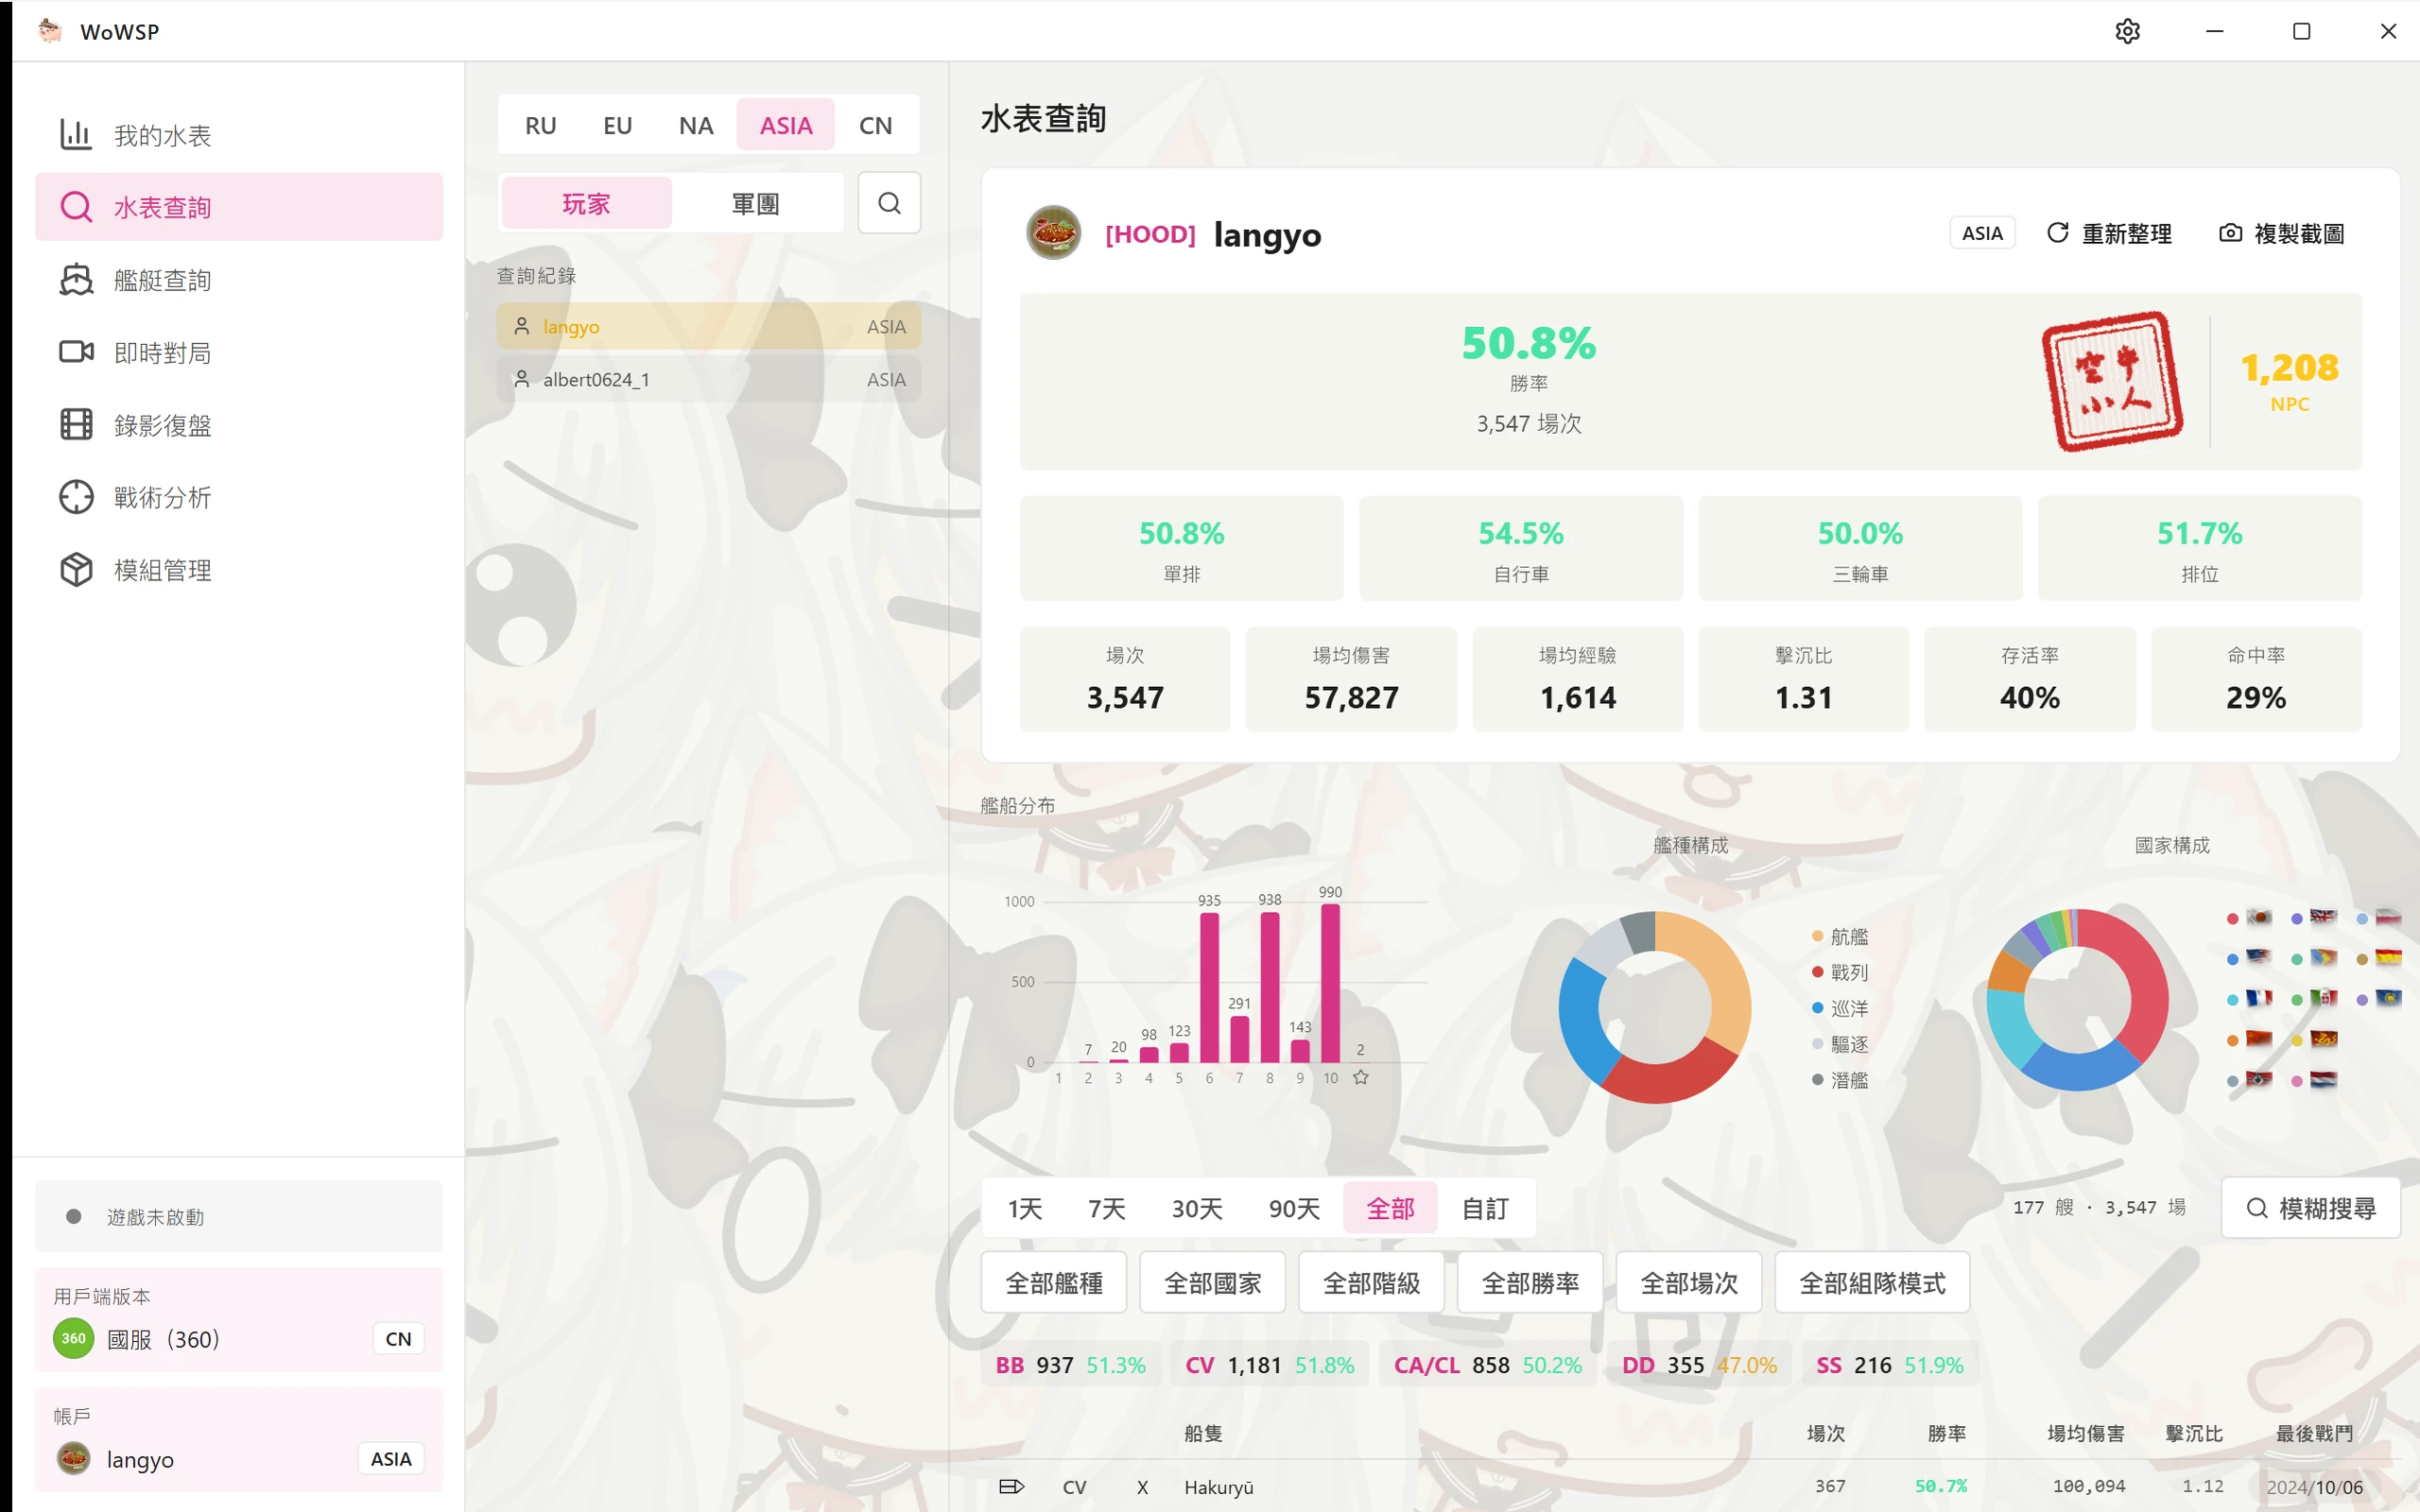 WoWSP
我的水表
水表查詢
艦艇查詢
即時對局
錄影復盤
戰術分析
模組管理
遊戲未啟動
用戶端版本
360 國服（360） CN
帳戶
langyo ASIA
RU EU NA ASIA CN
玩家 軍團
查詢紀錄
langyo ASIA
albert0624_1 ASIA
水表查詢
[HOOD] langyo ASIA 重新整理 複製截圖
50.8%
勝率
3,547 場次
空中
小人
1,208
NPC
50.8% 54.5% 50.0% 51.7%
單排 自行車 三輪車 排位
場次 場均傷害 場均經驗 擊沉比 存活率 命中率
3,547 57,827 1,614 1.31 40% 29%
艦船分布
艦種構成
國家構成
1000
500
0
7 20 98 123 935 291 938 143 990 2
1 2 3 4 5 6 7 8 9 10
航艦
戰列
巡洋
驅逐
潛艦
1天 7天 30天 90天 全部 自訂
177 艘 · 3,547 場
模糊搜尋
全部艦種 全部國家 全部階級 全部勝率 全部場次 全部組隊模式
BB 937 51.3% CV 1,181 51.8% CA/CL 858 50.2% DD 355 47.0% SS 216 51.9%
船隻 場次 勝率 場均傷害 擊沉比 最後戰鬥
CV X Hakuryū 367 50.7% 100,094 1.12 2024/10/06